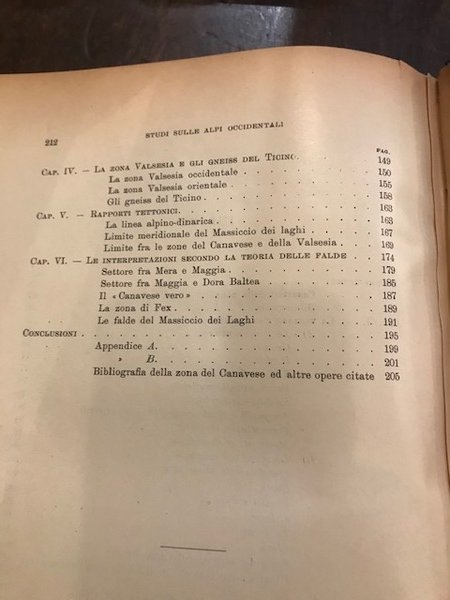 212
STUDI SULLE ALPI OCCIDENTALI
PAG.
CAP. IV. – LA ZONA VALSESIA E GLI GNEISS DEL TICINO. 149
La zona Valsesia occidentale . . . . . . . . 150
La zona Valsesia orientale . . . . . . . . . 155
Gli gneiss del Ticino . . . . . . . . . . . 158
CAP. V. – RAPPORTI TETTONICI. . . . . . . . . . . 163
La linea alpino-dinarica . . . . . . . . . . 163
Limite meridionale del Massiccio dei laghi . . . . 167
Limite fra le zone del Canavese e della Valsesia . . . 169
CAP. VI. – LE INTERPRETAZIONI SECONDO LA TEORIA DELLE FALDE . 174
Settore fra Mera e Maggia . . . . . . . . . 179
Settore fra Maggia e Dora Baltea . . . . . . . 185
Il « Canavese vero » . . . . . . . . . . . 187
La zona di Fex . . . . . . . . . . . . . 189
Le falde del Massiccio dei Laghi . . . . . . . 191
CONCLUSIONI . . . . . . . . . . . . . . . . 195
Appendice A. . . . . . . . . . . . . . 199
» B. . . . . . . . . . . . . . 201
Bibliografia della zona del Canavese ed altre opere citate 205